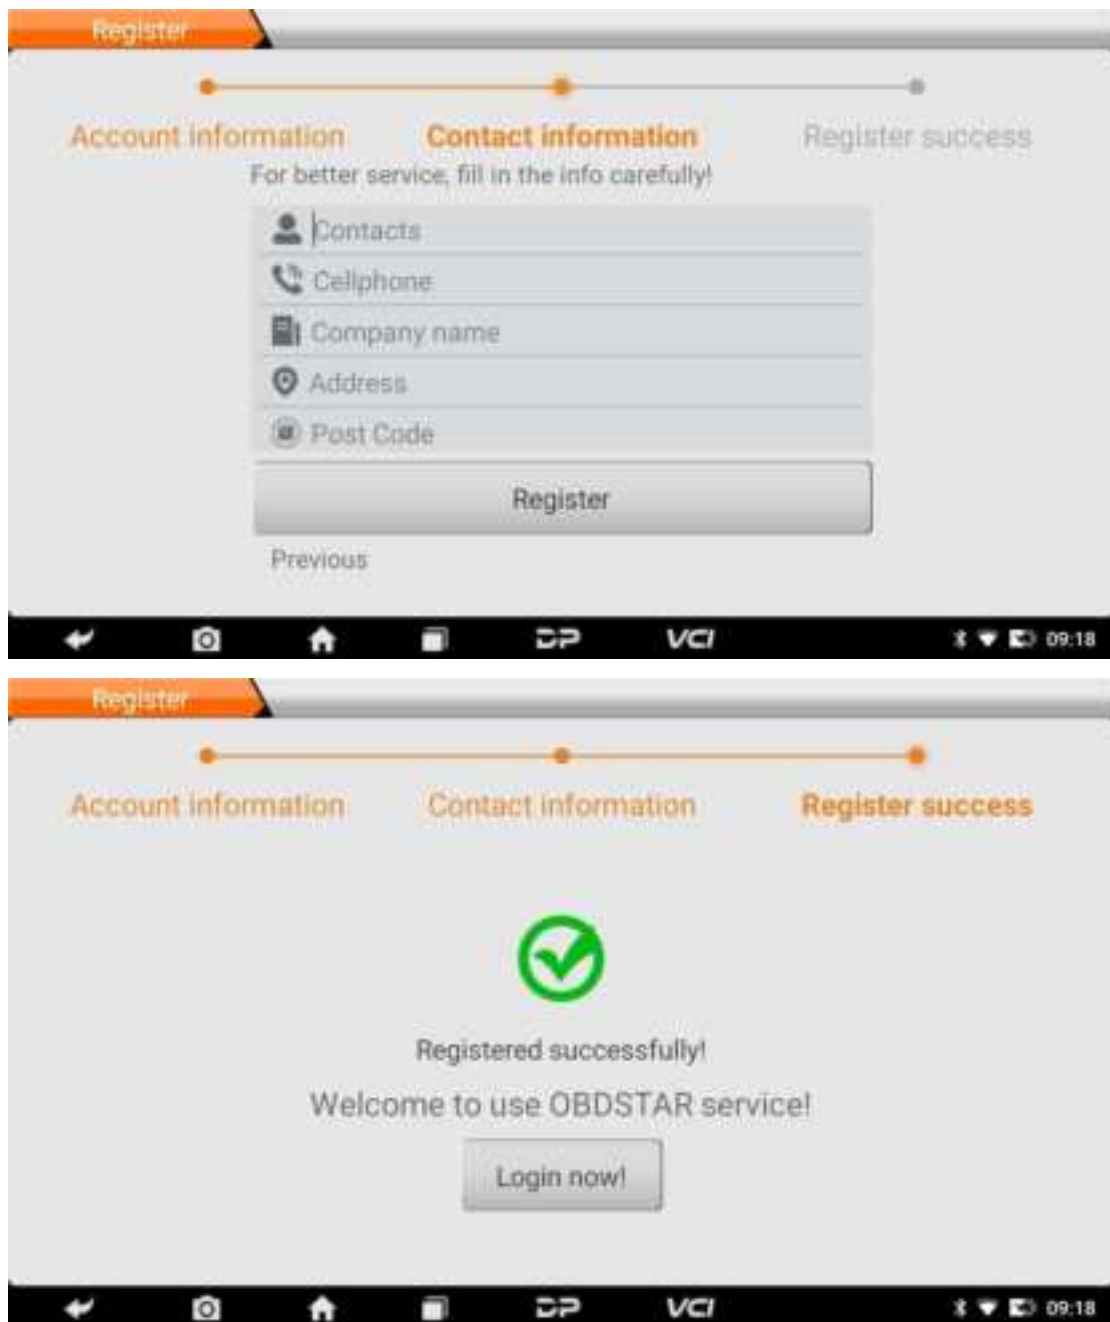 Register
Account information Contact information Register success
For better service, fill in the info carefully!
Contacts
Cellphone
Company name
Address
Post Code
Register
Previous
DP VCI 09:18
Register
Account information Contact information Register success
Registered successfully!
Welcome to use OBDSTAR service!
Login now!
DP VCI 09:18